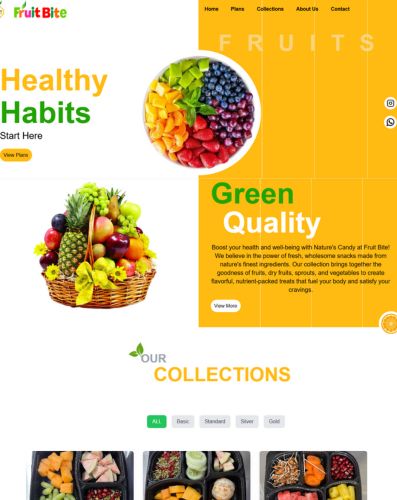 Fruit Bite
Home Plans Collections About Us Contact
FRUITS
Healthy
Habits
Start Here
View Plans
Green
Quality
Boost your health and well-being with Nature's Candy at Fruit Bite!
We believe in the power of fresh, wholesome snacks made from
nature's finest ingredients. Our collection brings together the
goodness of fruits, dry fruits, sprouts, and vegetables to create
flavorful, nutrient-packed treats that fuel your body and satisfy your
cravings.
View More
OUR
COLLECTIONS
ALL Basic Standard Silver Gold